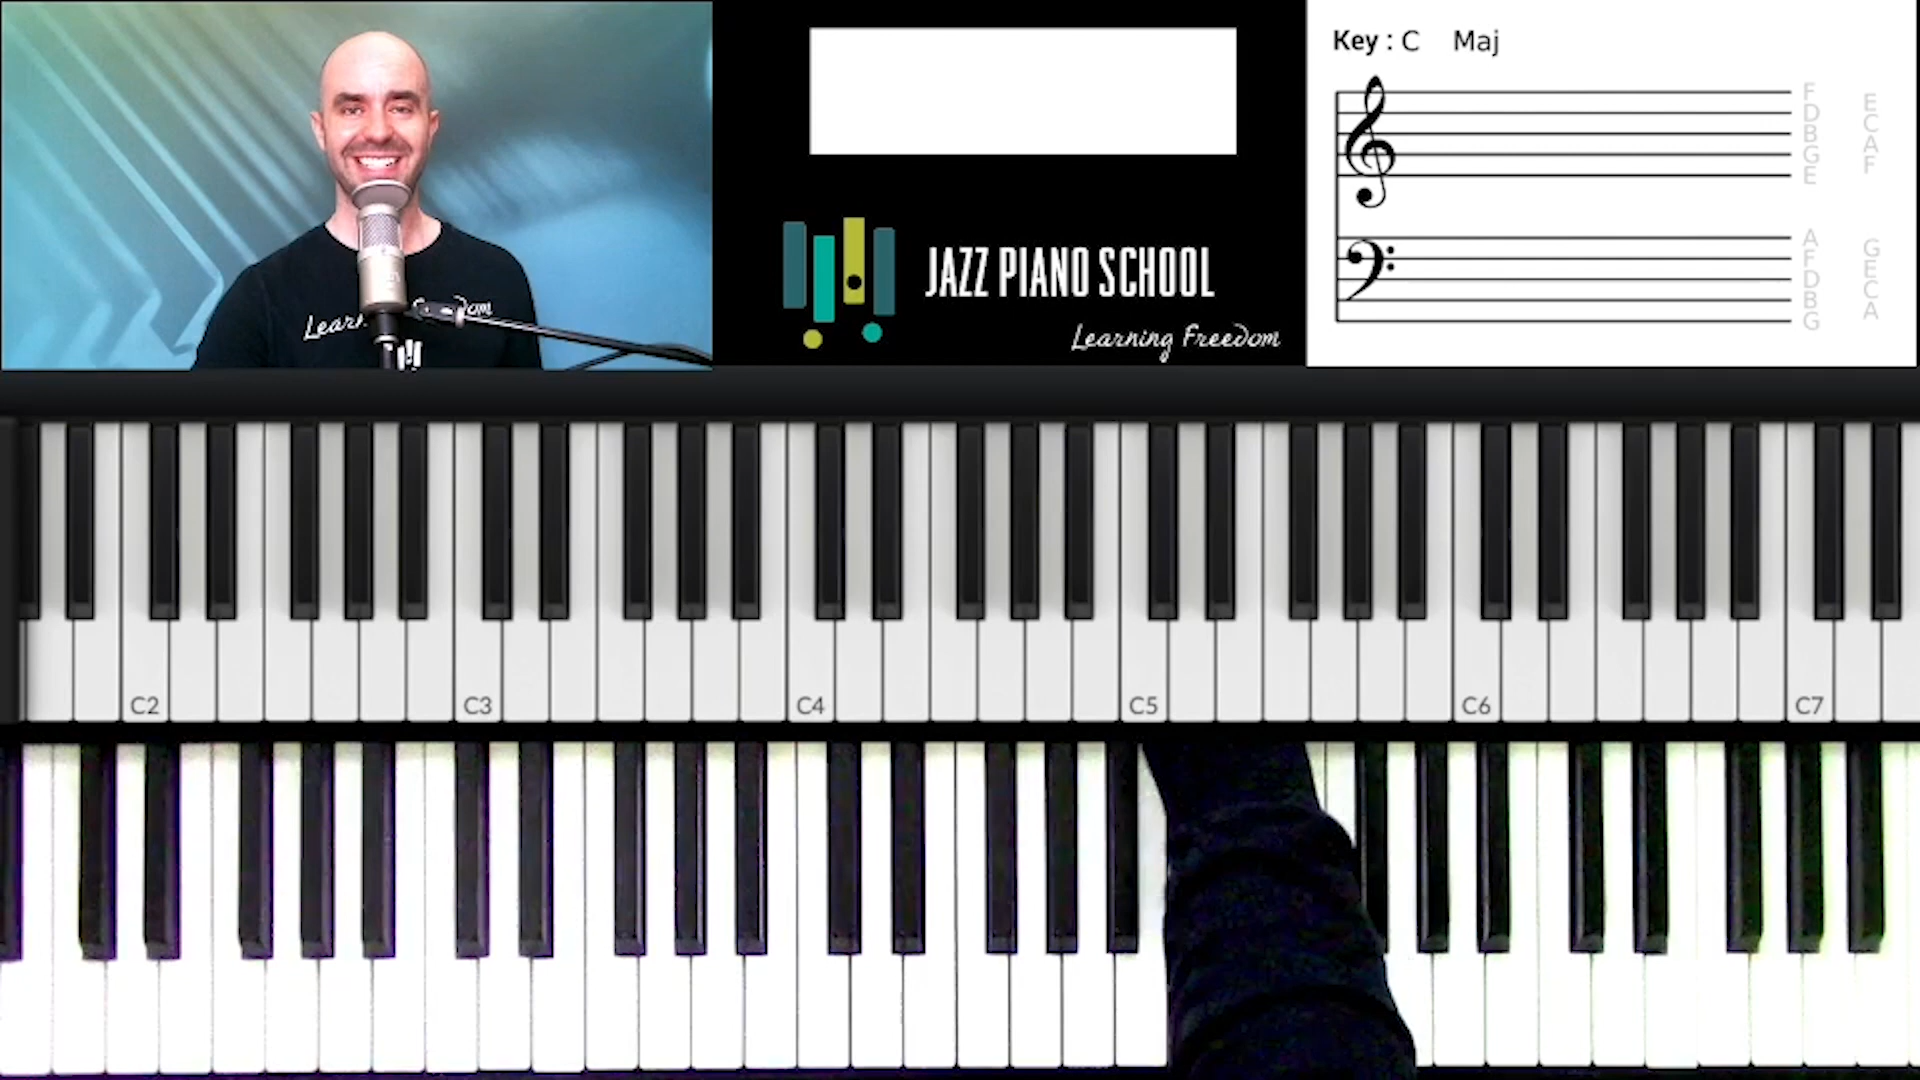 Key : C Maj
F
D
B
G
E
E
C
A
F
A
F
D
B
G
G
E
C
A
JAZZ PIANO SCHOOL
Learning Freedom
C2 C3 C4 C5 C6 C7